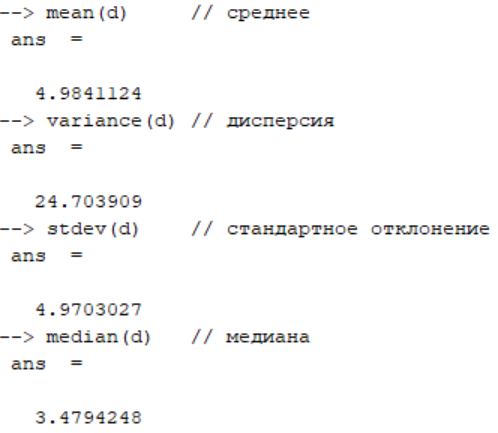 --> mean(d)      // среднее
 ans  =
   4.9841124
--> variance(d) // дисперсия
 ans  =
   24.703909
--> stdev(d)    // стандартное отклонение
 ans  =
   4.9703027
--> median(d)   // медиана
 ans  =
   3.4794248